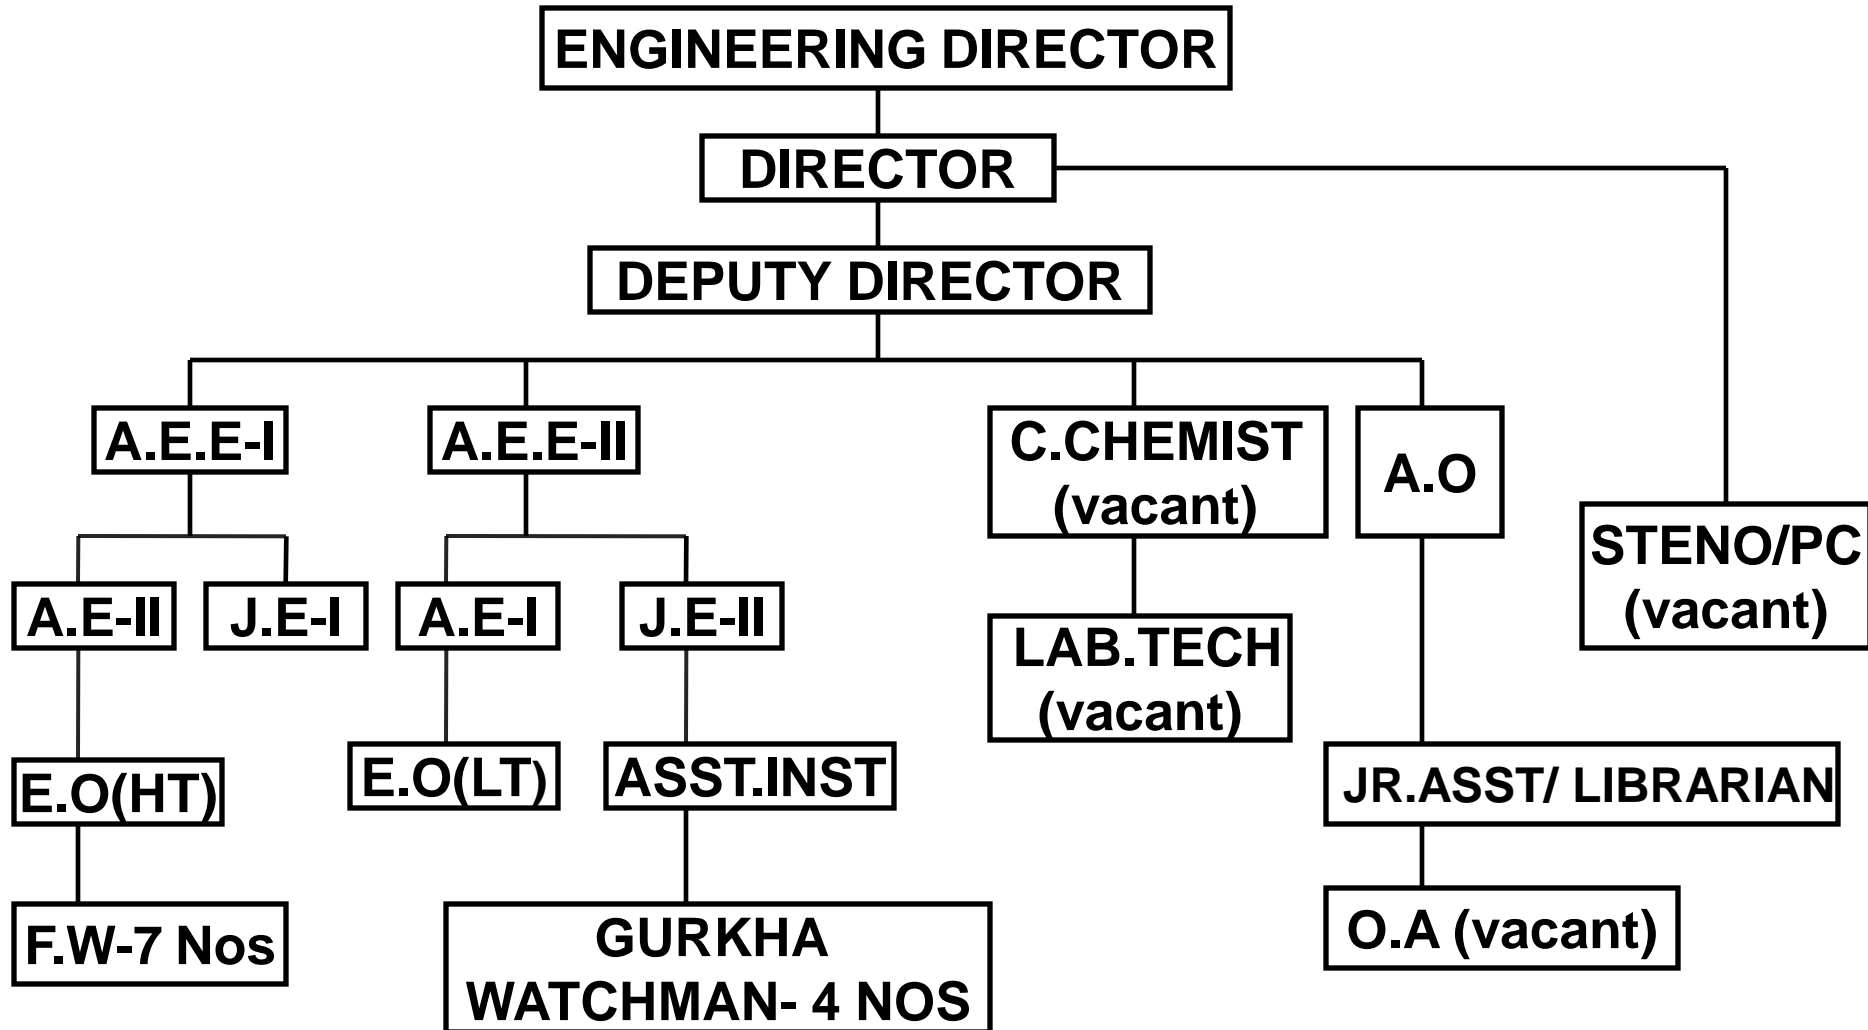 ENGINEERING DIRECTOR
DIRECTOR
DEPUTY DIRECTOR
A.E.E-I
A.E.E-II
C.CHEMIST
(vacant)
A.O
STENO/PC
(vacant)
A.E-II
J.E-I
A.E-I
J.E-II
LAB.TECH
(vacant)
E.O(HT)
E.O(LT)
ASST.INST
JR.ASST/ LIBRARIAN
F.W-7 Nos
GURKHA
WATCHMAN- 4 NOS
O.A (vacant)